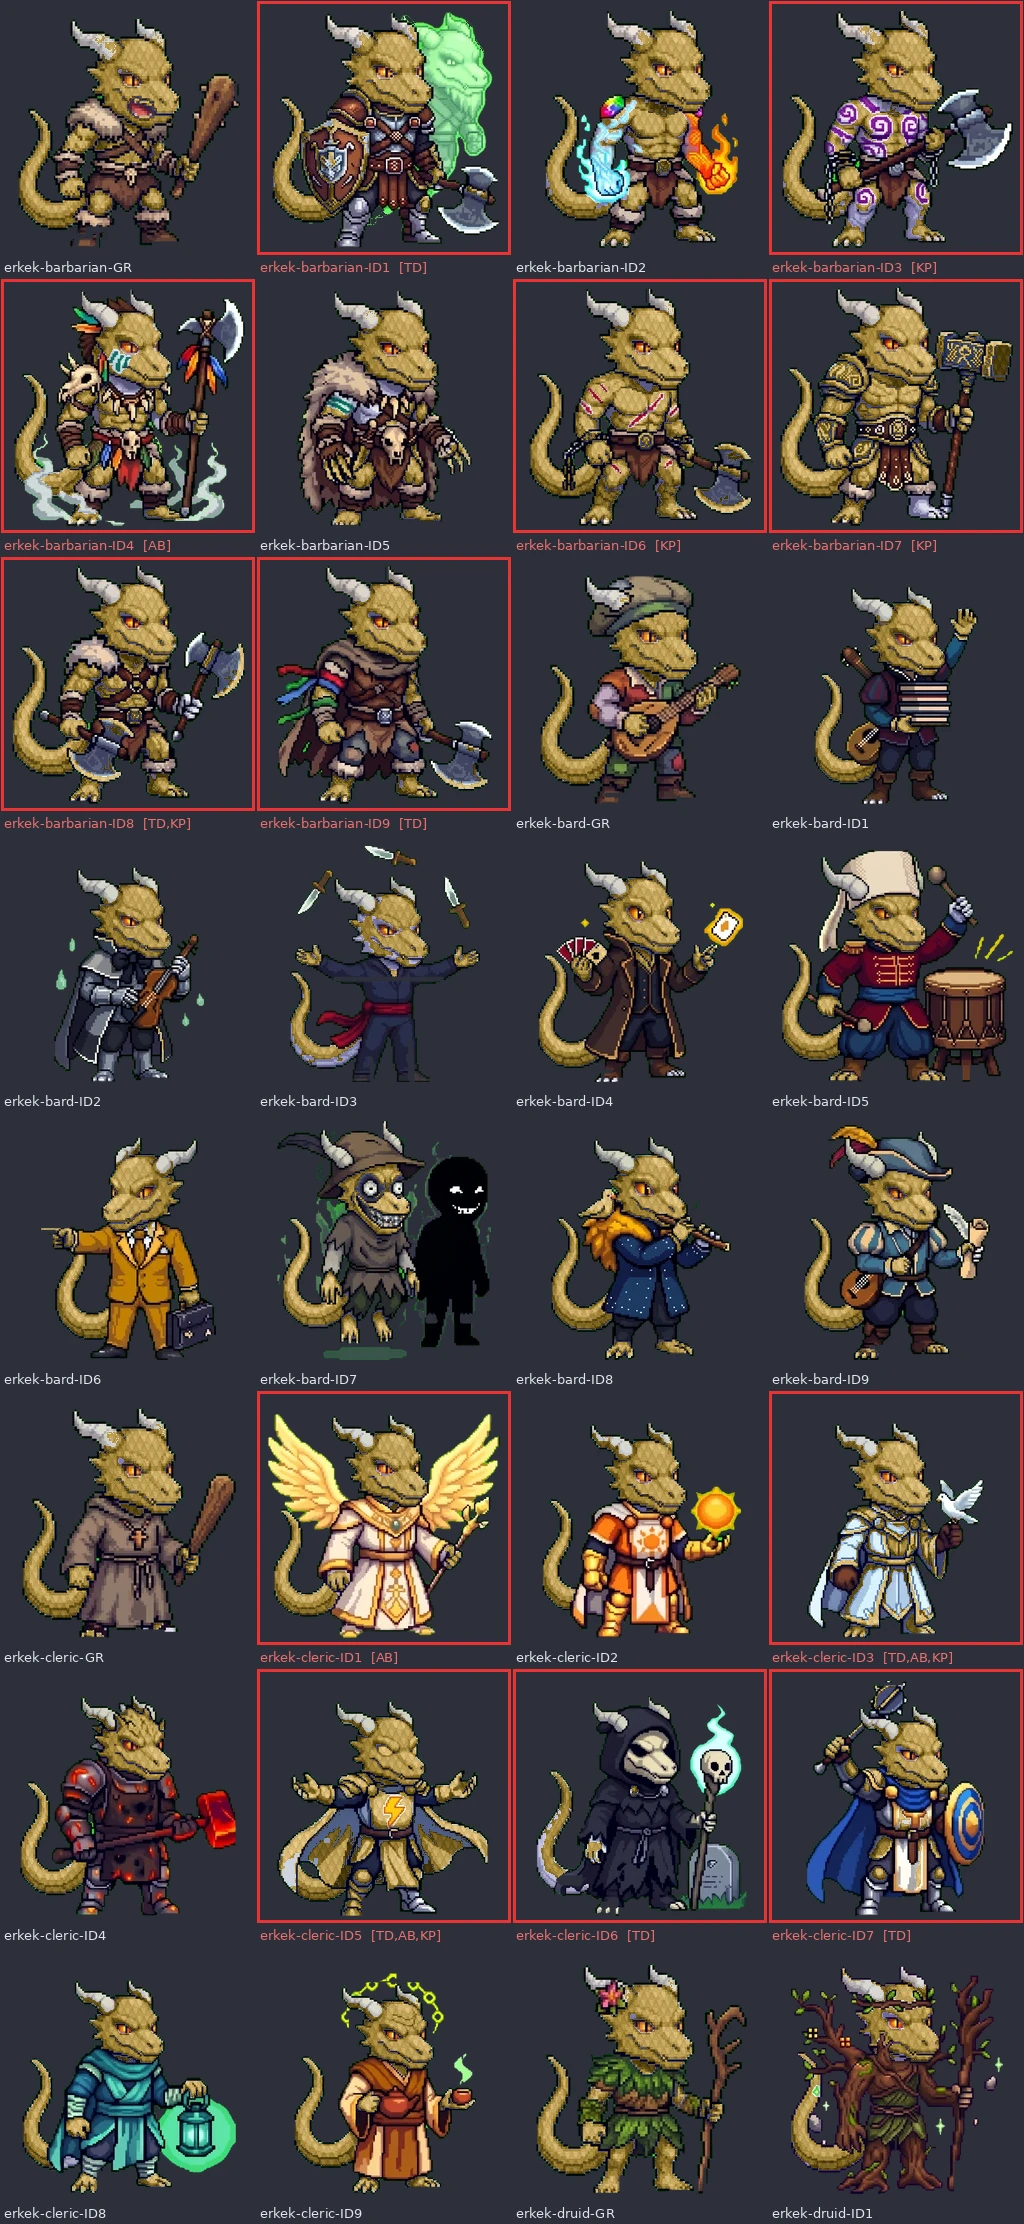 erkek-barbarian-GR
erkek-barbarian-ID1 [TD]
erkek-barbarian-ID2
erkek-barbarian-ID3 [KP]
erkek-barbarian-ID4 [AB]
erkek-barbarian-ID5
erkek-barbarian-ID6 [KP]
erkek-barbarian-ID7 [KP]
erkek-barbarian-ID8 [TD,KP]
erkek-barbarian-ID9 [TD]
erkek-bard-GR
erkek-bard-ID1
erkek-bard-ID2
erkek-bard-ID3
erkek-bard-ID4
erkek-bard-ID5
erkek-bard-ID6
erkek-bard-ID7
erkek-bard-ID8
erkek-bard-ID9
erkek-cleric-GR
erkek-cleric-ID1 [AB]
erkek-cleric-ID2
erkek-cleric-ID3 [TD,AB,KP]
erkek-cleric-ID4
erkek-cleric-ID5 [TD,AB,KP]
erkek-cleric-ID6 [TD]
erkek-cleric-ID7 [TD]
erkek-cleric-ID8
erkek-cleric-ID9
erkek-druid-GR
erkek-druid-ID1